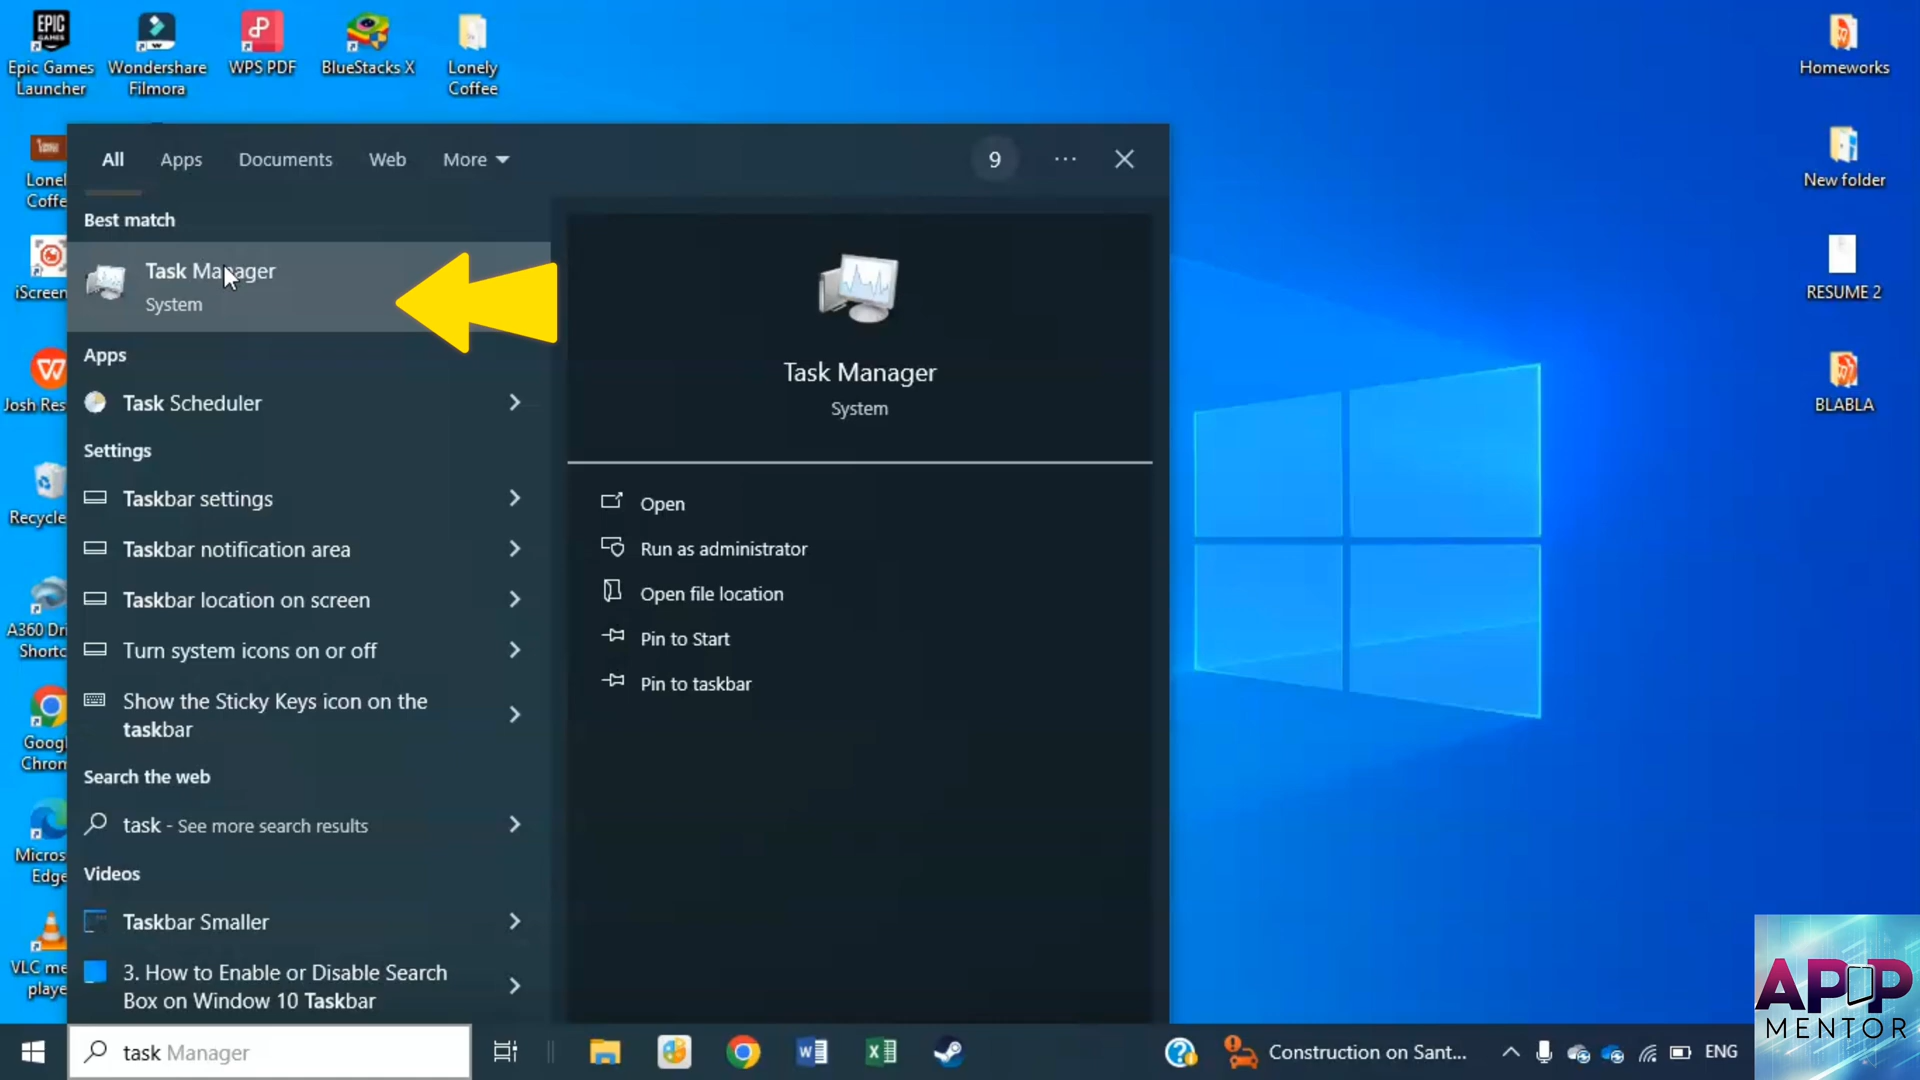 Epic Games
Launcher
Wondershare
Filmora
WPS PDF
BlueStacks X
Lonely
Coffee
Homeworks
New folder
RESUME 2
BLABLA
Lonel
Coffe
iScreen
Josh Res
Recycle
A360 Dri
Shortc
Googl
Chrom
Micros
Edge
VLC me
playe
All
Apps
Documents
Web
More
9
Best match
Task Manager
System
Apps
Task Scheduler
Settings
Taskbar settings
Taskbar notification area
Taskbar location on screen
Turn system icons on or off
Show the Sticky Keys icon on the
taskbar
Search the web
task - See more search results
Videos
Taskbar Smaller
3. How to Enable or Disable Search
Box on Window 10 Taskbar
Task Manager
System
Open
Run as administrator
Open file location
Pin to Start
Pin to taskbar
task Manager
Construction on Sant...
ENG
APP
MENTOR